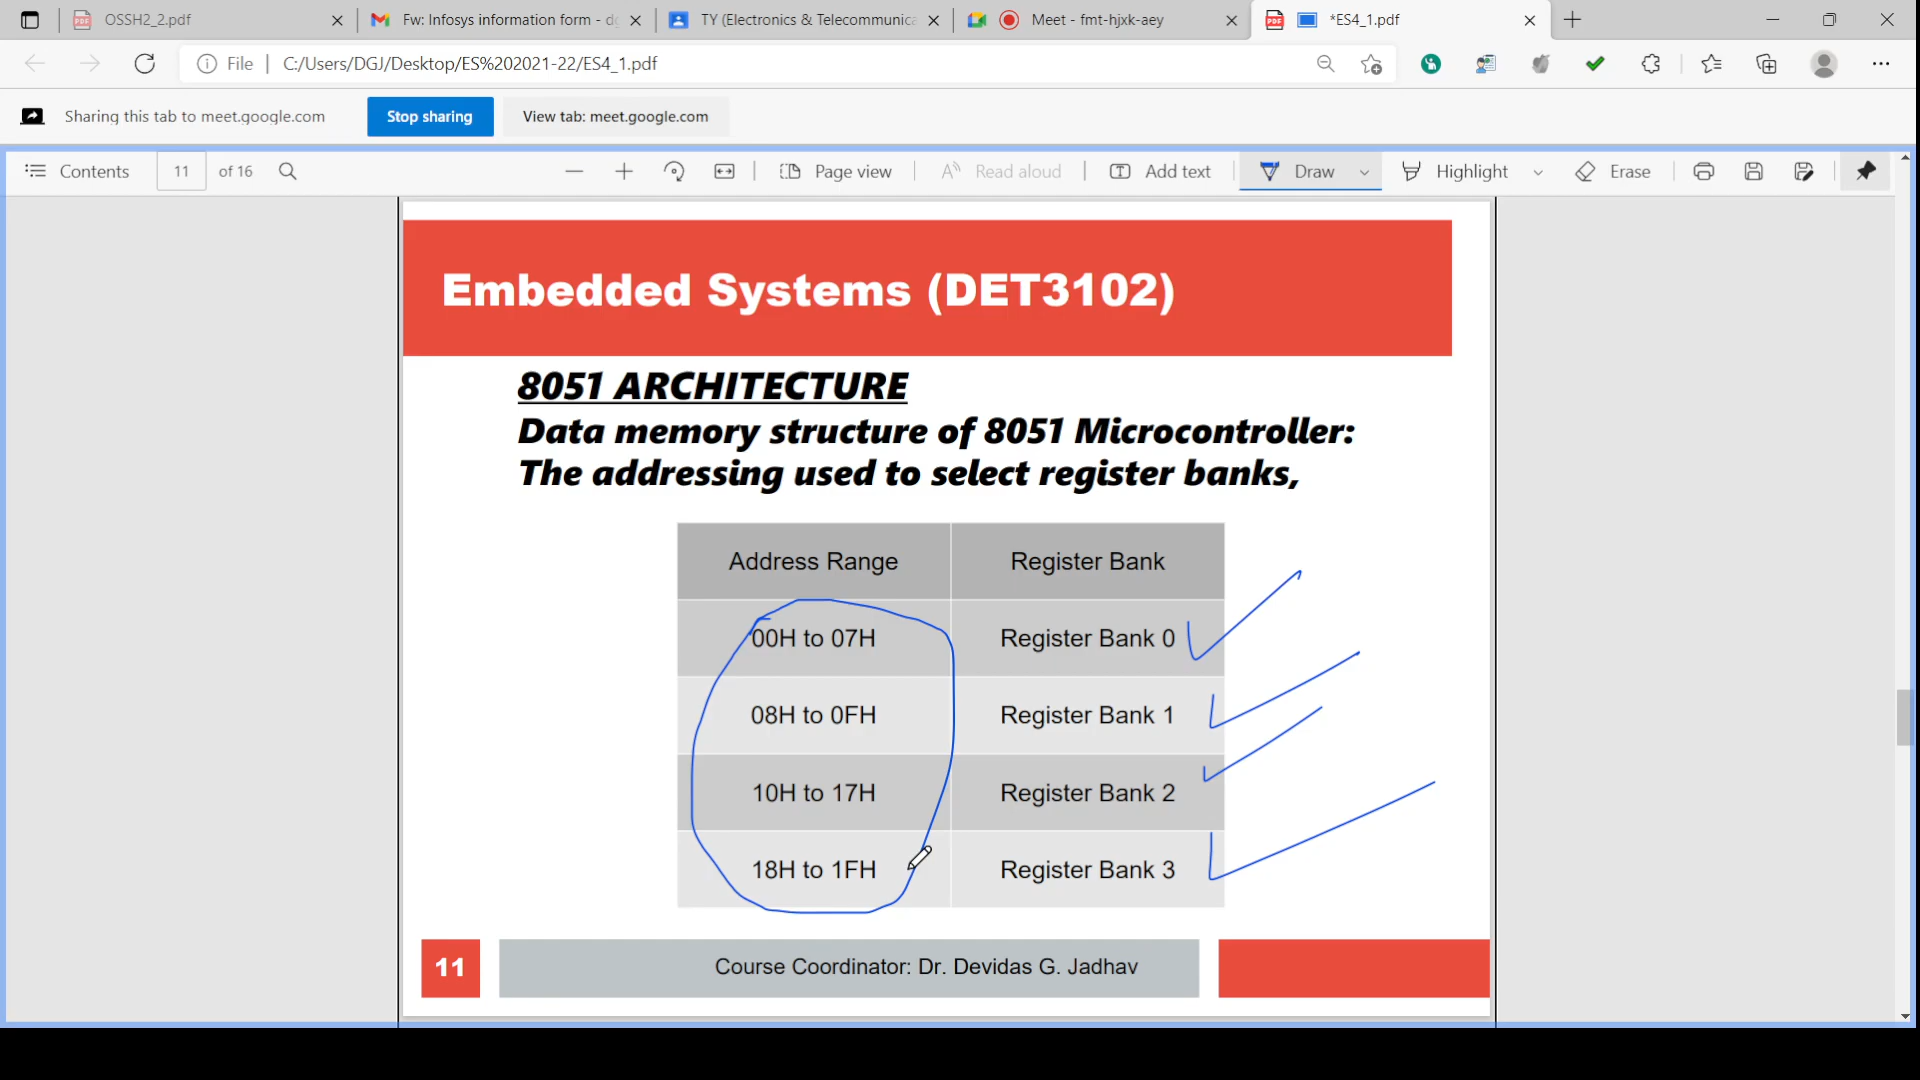 OSSH2_2.pdf
Fw: Infosys information form - d
TY (Electronics & Telecommunica
Meet - fmt-hjxk-aey
*ES4_1.pdf
File
C:/Users/DGJ/Desktop/ES%202021-22/ES4_1.pdf
Sharing this tab to meet.google.com
Stop sharing
View tab: meet.google.com
Contents
11
of 16
Page view
Read aloud
Add text
Draw
Highlight
Erase
Embedded Systems (DET3102)
8051 ARCHITECTURE
Data memory structure of 8051 Microcontroller:
The addressing used to select register banks,
Address Range Register Bank
00H to 07H Register Bank 0
08H to 0FH Register Bank 1
10H to 17H Register Bank 2
18H to 1FH Register Bank 3
11
Course Coordinator: Dr. Devidas G. Jadhav